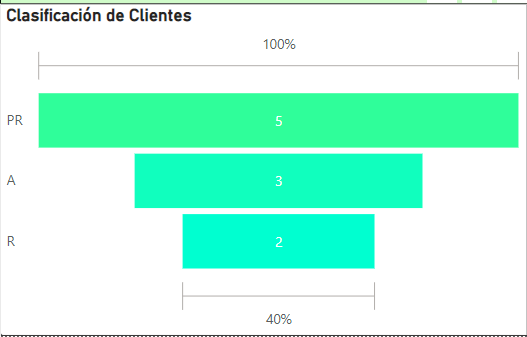 Clasificación de Clientes
100%
PR 5
A 3
R 2
40%